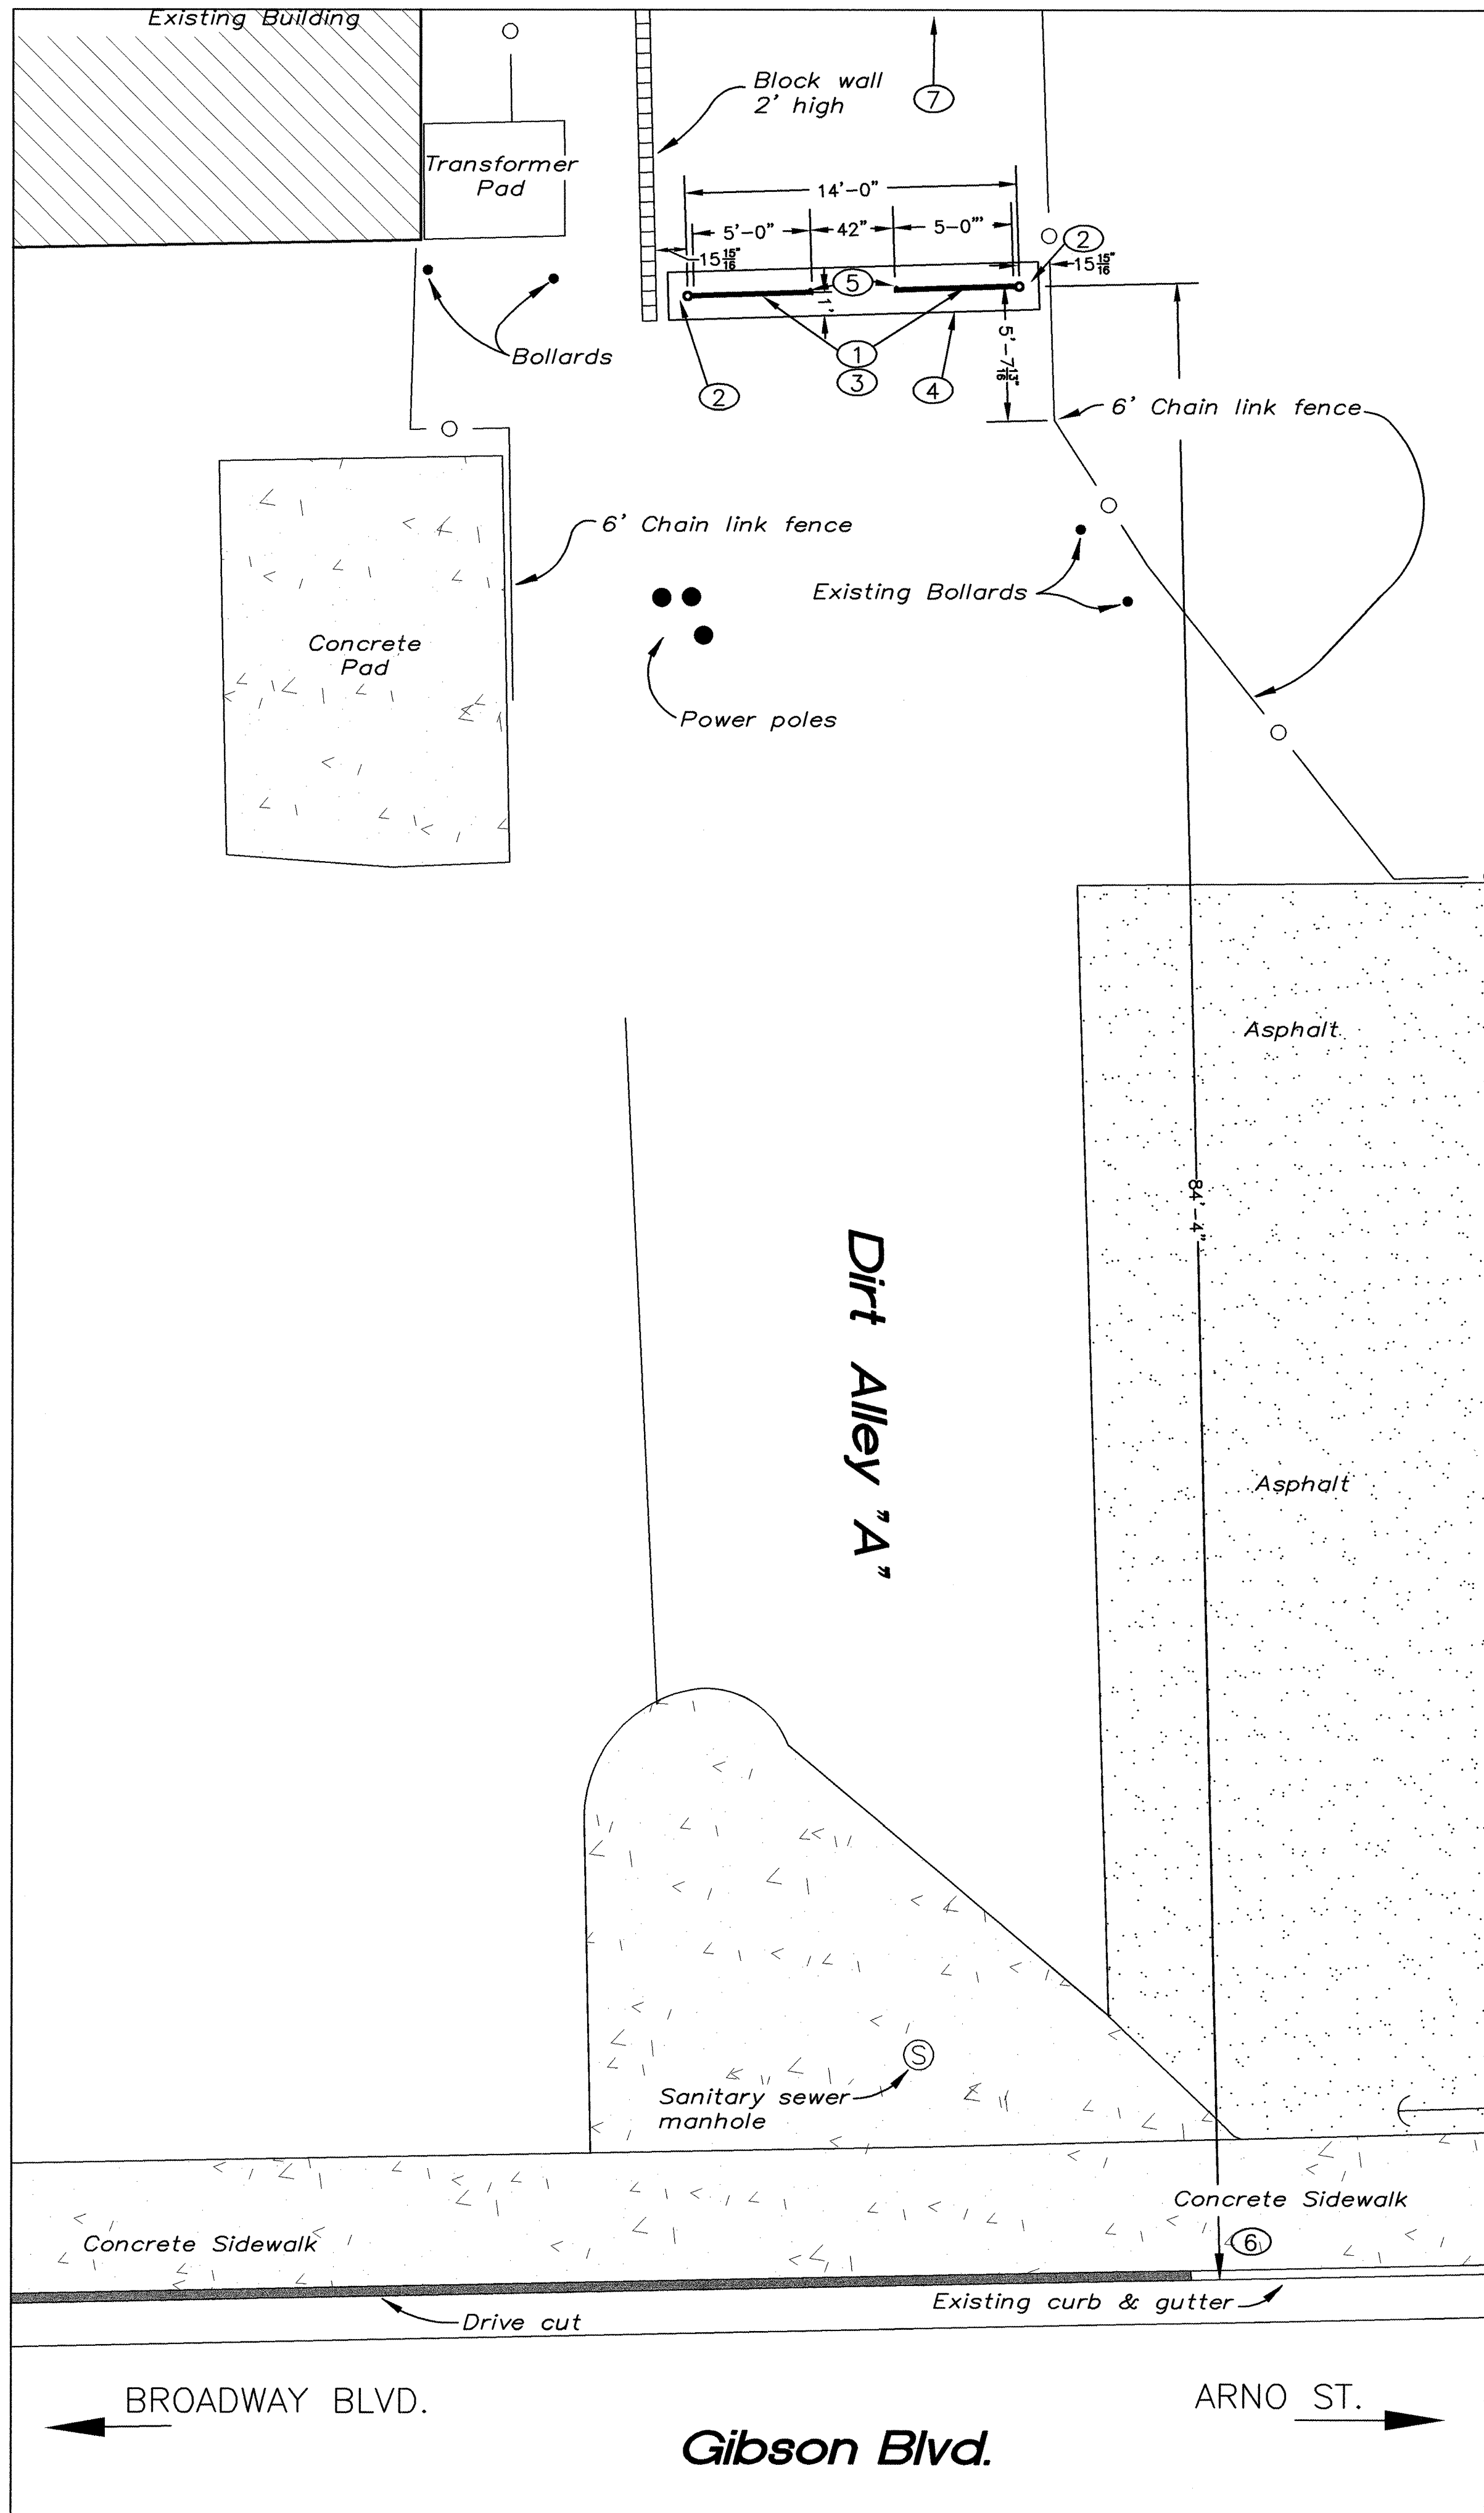 Existing Building
Block wall
2' high
7
Transformer
Pad
14'-0"
5'-0"
42"
5-0'"
2
15 15/16"
15 15/16"
5
1'
Bollards
1
3
2
4
5'-7 13/16"
6' Chain link fence
6' Chain link fence
Existing Bollards
Concrete
Pad
Power poles
Asphalt
84'-4"
Dirt Alley "A"
Asphalt
S
Sanitary sewer
manhole
Concrete Sidewalk
Concrete Sidewalk
6
Existing curb & gutter
Drive cut
BROADWAY BLVD.
ARNO ST.
Gibson Blvd.